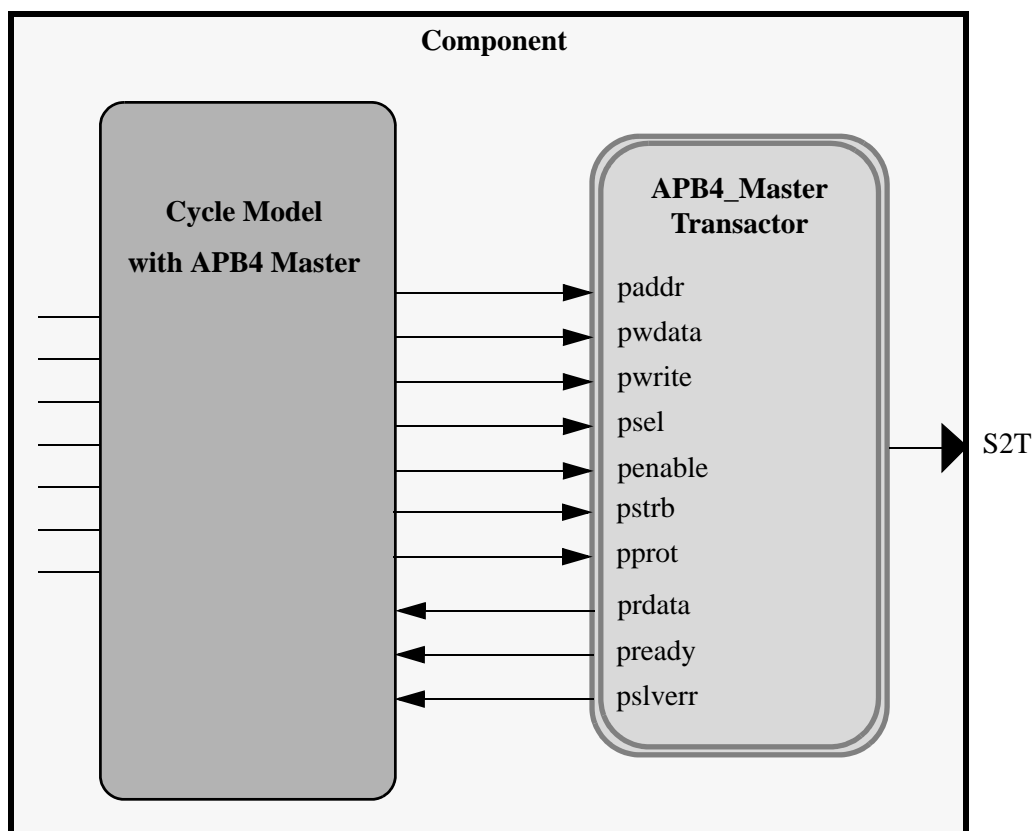 Component
Cycle Model
with APB4 Master
APB4_Master
Transactor
paddr
pwdata
pwrite
psel
penable
pstrb
pprot
prdata
pready
pslverr
S2T